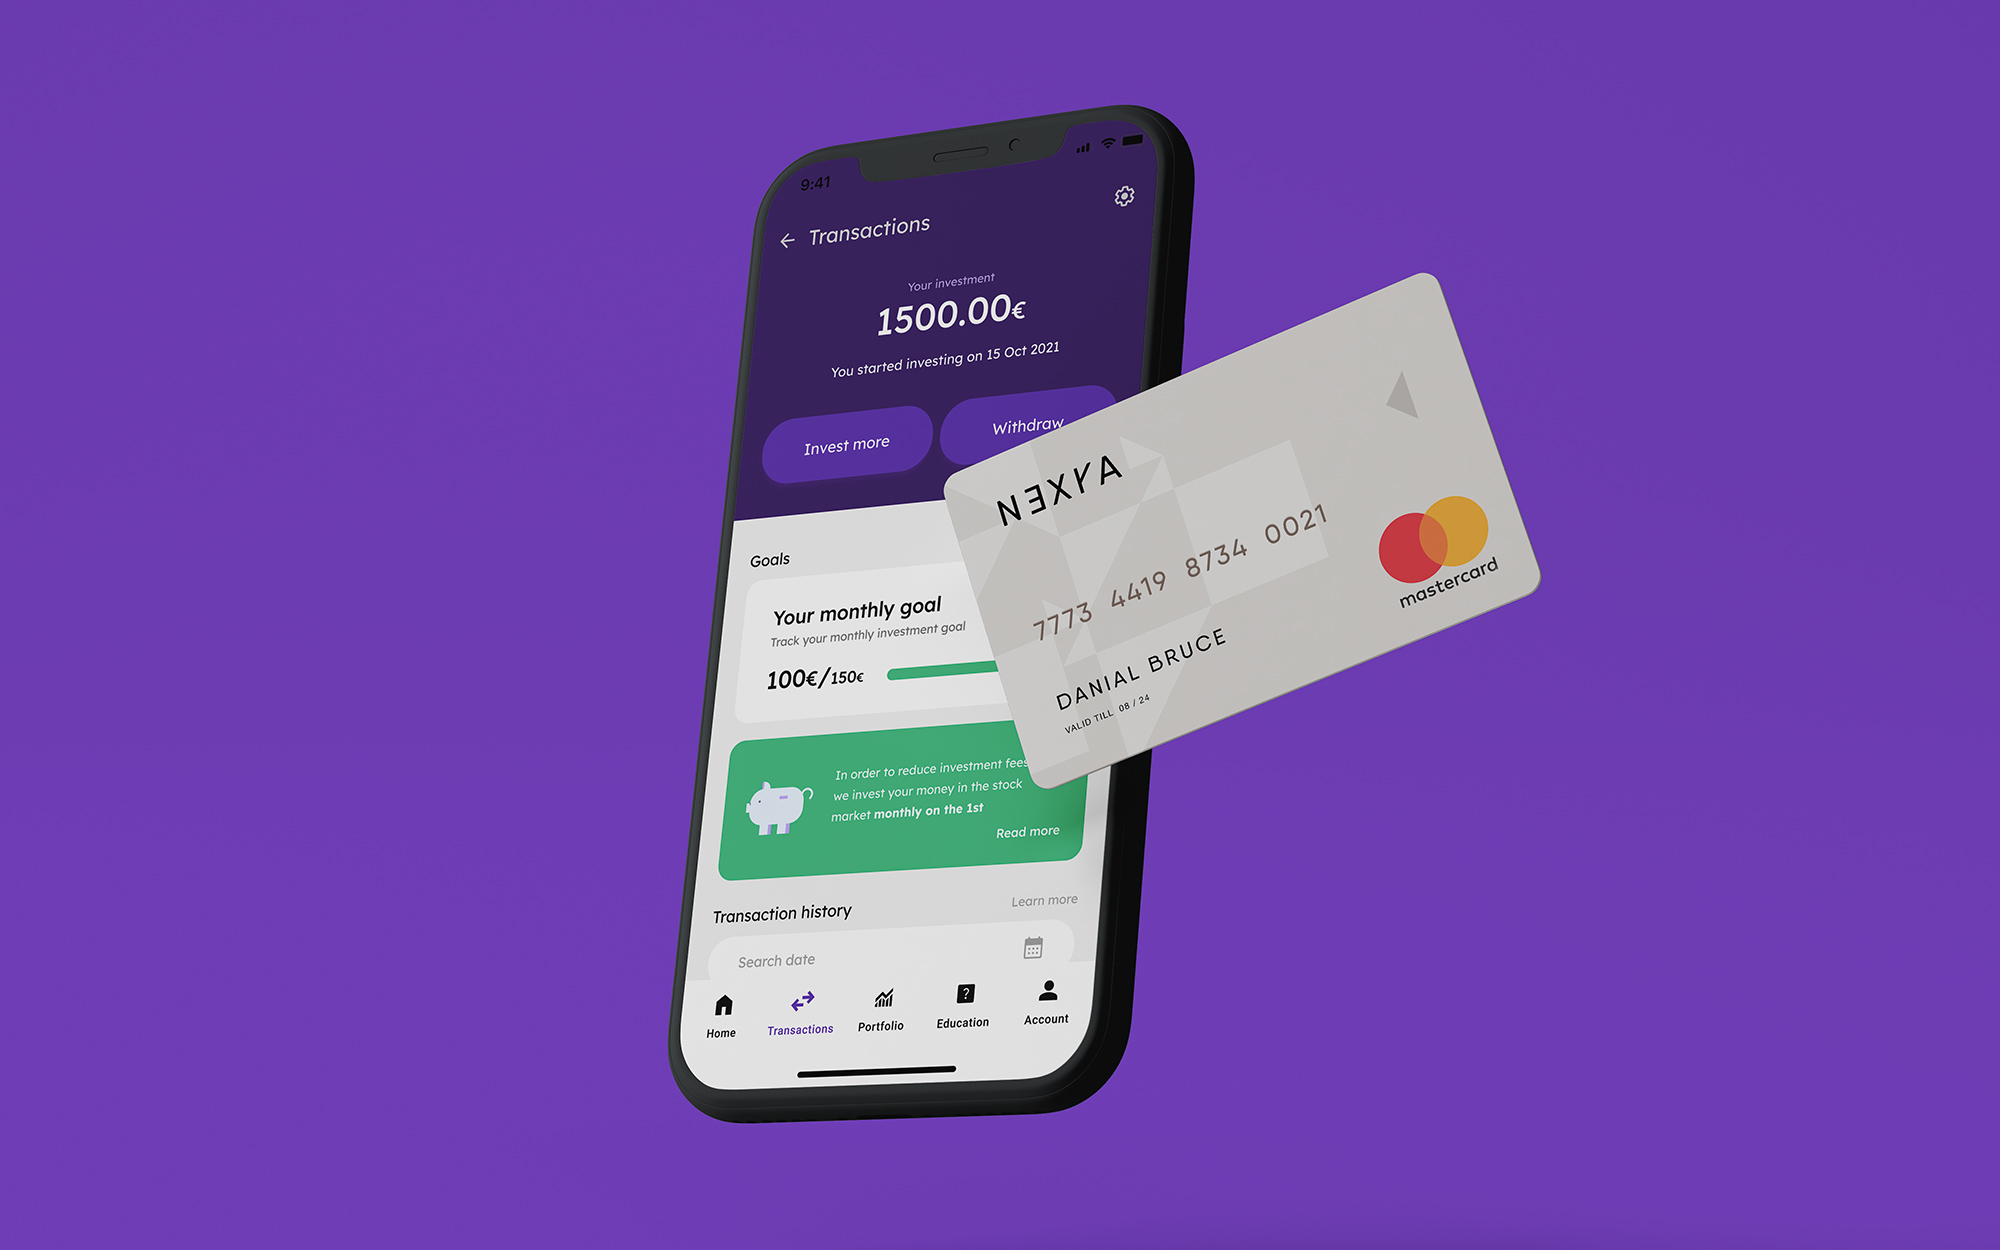 9:41
Transactions
Your investment
1500.00€
You started investing on 15 Oct 2021
Invest more
Withdraw
Goals
Your monthly goal
Track your monthly investment goal
100€/150€
In order to reduce investment fees
we invest your money in the stock
market monthly on the 1st
Read more
Transaction history
Learn more
Search date
Home
Transactions
Portfolio
Education
Account
NƎXYA
7773 4419 8734 0021
DANIAL BRUCE
VALID TILL 08 / 24
mastercard